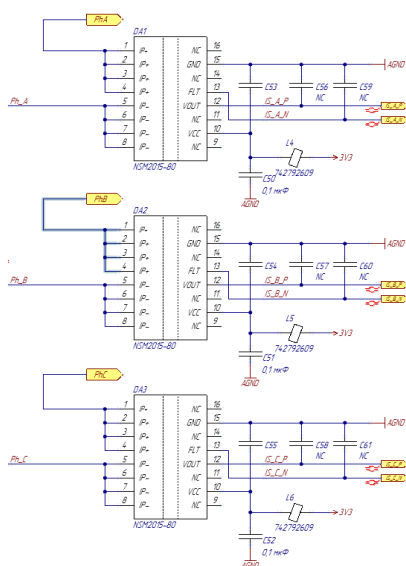 PhA
DA1
1 IP+ NC 16
2 IP+ GND 15
3 IP+ NC 14
4 IP+ FLT 13
Ph_A 5 IP- VOUT 12 IS_A_P IS_A_P
6 IP- NC 11 IS_A_N IS_A_N
7 IP- VCC 10
8 IP- NC 9
NSM2015-80
AGND
C53
C56
NC
C59
NC
L4
742792609
3V3
C50
0,1 мкФ
AGND
PhB
DA2
1 IP+ NC 16
2 IP+ GND 15
3 IP+ NC 14
4 IP+ FLT 13
Ph_B 5 IP- VOUT 12 IS_B_P IS_B_P
6 IP- NC 11 IS_B_N IS_B_N
7 IP- VCC 10
8 IP- NC 9
NSM2015-80
AGND
C54
C57
NC
C60
NC
L5
742792609
3V3
C51
0,1 мкФ
AGND
PhC
DA3
1 IP+ NC 16
2 IP+ GND 15
3 IP+ NC 14
4 IP+ FLT 13
Ph_C 5 IP- VOUT 12 IS_C_P IS_C_P
6 IP- NC 11 IS_C_N IS_C_N
7 IP- VCC 10
8 IP- NC 9
NSM2015-80
AGND
C55
C58
NC
C61
NC
L6
742792609
3V3
C52
0,1 мкФ
AGND